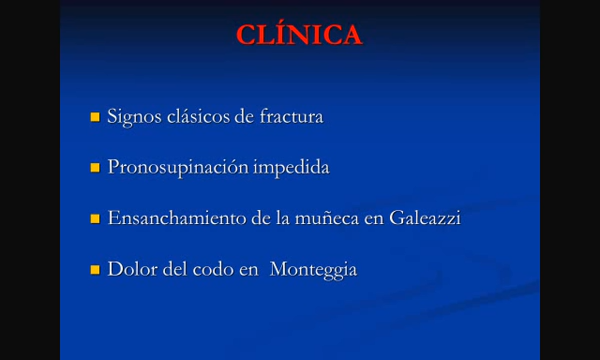 CLÍNICA
Signos clásicos de fractura
Pronosupinación impedida
Ensanchamiento de la muñeca en Galeazzi
Dolor del codo en  Monteggia